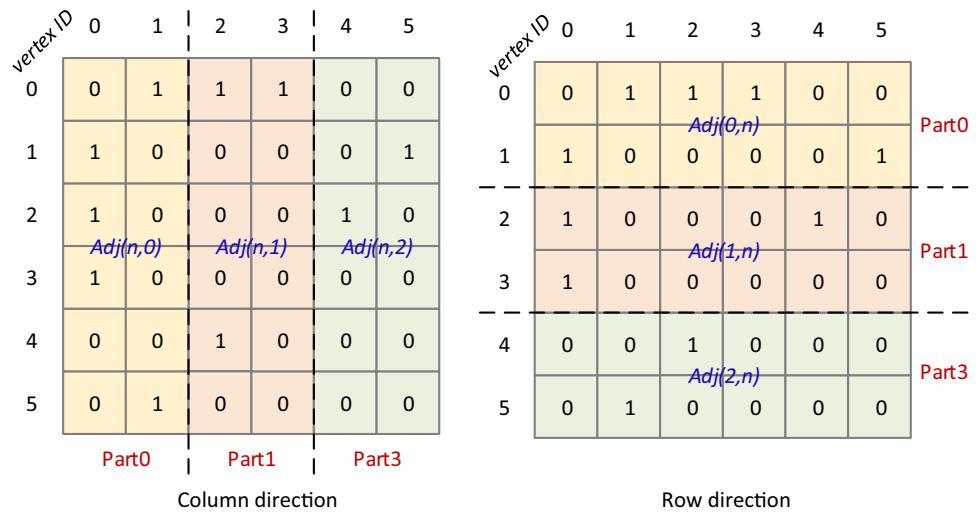 vertex ID 0 1 2 3 4 5
0 0 1 1 1 0 0
1 1 0 0 0 0 1
2 1 0 0 0 1 0
Adj(n,0) Adj(n,1) Adj(n,2)
3 1 0 0 0 0 0
4 0 0 1 0 0 0
5 0 1 0 0 0 0
Part0 Part1 Part3
Column direction
vertex ID 0 1 2 3 4 5
0 0 1 1 1 0 0
Adj(0,n) Part0
1 1 0 0 0 0 1
2 1 0 0 0 1 0
Adj(1,n) Part1
3 1 0 0 0 0 0
4 0 0 1 0 0 0
Adj(2,n) Part3
5 0 1 0 0 0 0
Row direction